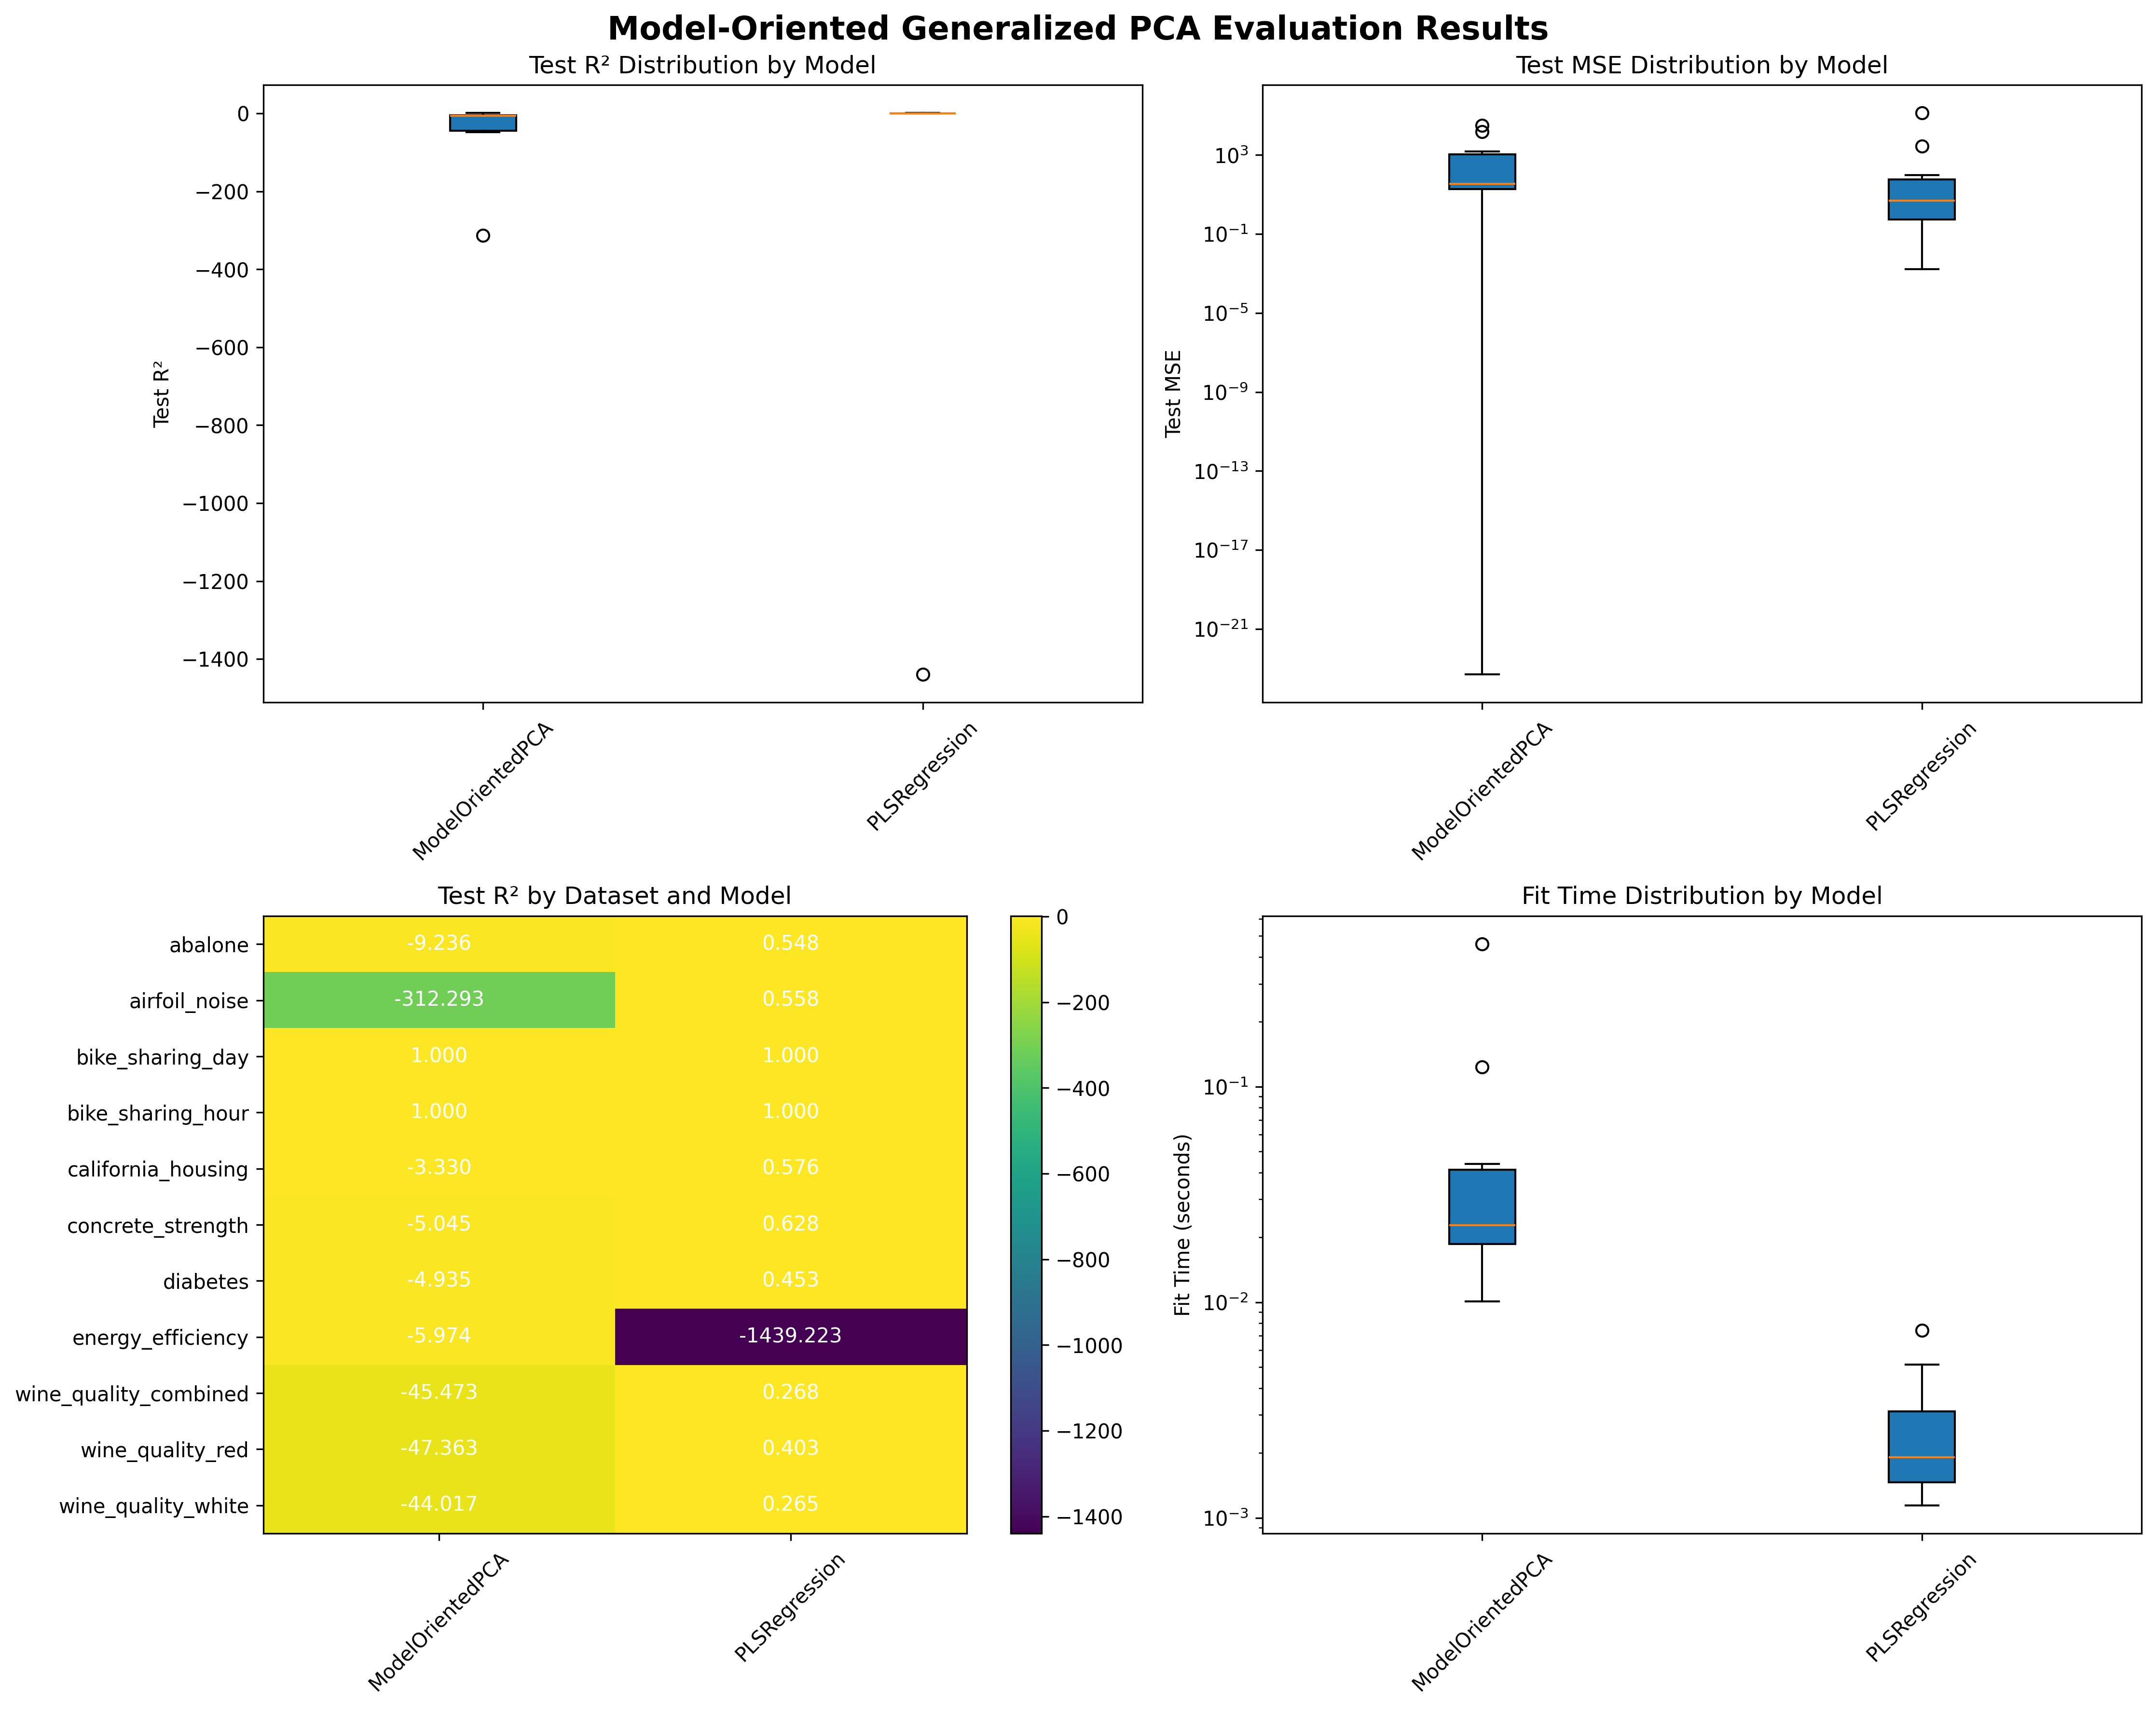 Model-Oriented Generalized PCA Evaluation Results
Test R² Distribution by Model
Test R²
0
−200
−400
−600
−800
−1000
−1200
−1400
ModelOrientedPCA
PLSRegression
Test MSE Distribution by Model
Test MSE
10³
10⁻¹
10⁻⁵
10⁻⁹
10⁻¹³
10⁻¹⁷
10⁻²¹
ModelOrientedPCA
PLSRegression
Test R² by Dataset and Model
abalone -9.236 0.548
airfoil_noise -312.293 0.558
bike_sharing_day 1.000 1.000
bike_sharing_hour 1.000 1.000
california_housing -3.330 0.576
concrete_strength -5.045 0.628
diabetes -4.935 0.453
energy_efficiency -5.974 -1439.223
wine_quality_combined -45.473 0.268
wine_quality_red -47.363 0.403
wine_quality_white -44.017 0.265
ModelOrientedPCA
PLSRegression
0
−200
−400
−600
−800
−1000
−1200
−1400
Fit Time Distribution by Model
Fit Time (seconds)
10⁻¹
10⁻²
10⁻³
ModelOrientedPCA
PLSRegression